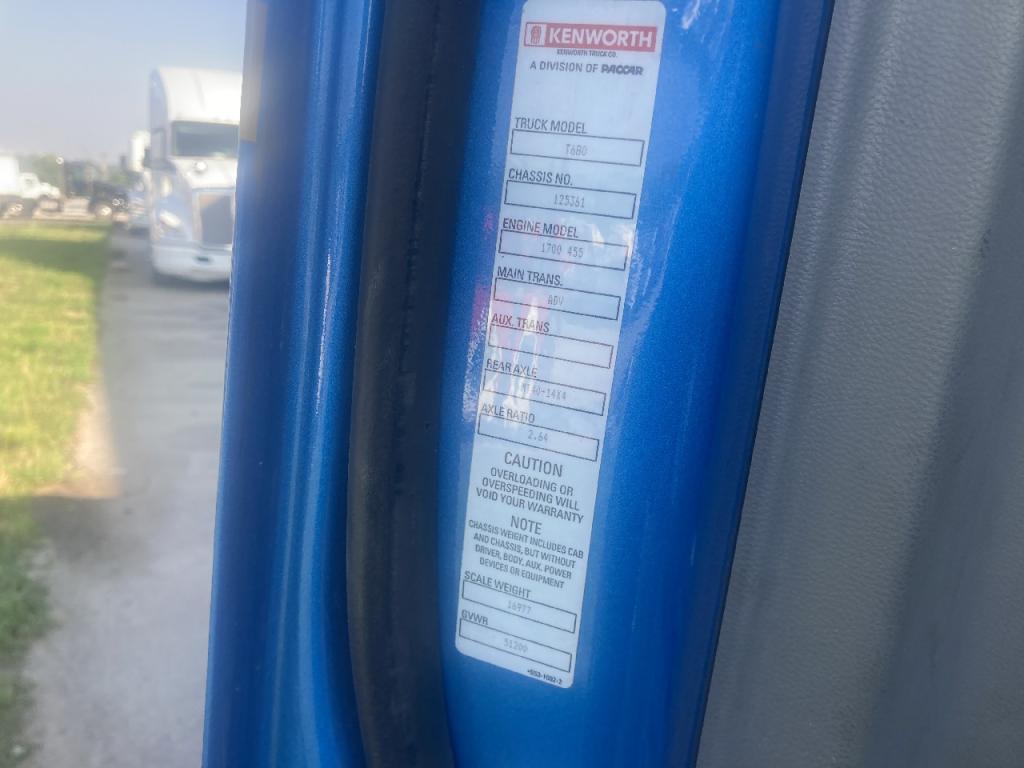 KENWORTH
KENWORTH TRUCK CO.
A DIVISION OF PACCAR
TRUCK MODEL
T680
CHASSIS NO.
125361
ENGINE MODEL
1700 455
MAIN TRANS.
ADV
AUX. TRANS
REAR AXLE
AXLE RATIO
2.64
CAUTION
OVERLOADING OR
OVERSPEEDING WILL
VOID YOUR WARRANTY
NOTE
CHASSIS WEIGHT INCLUDES CAB
AND CHASSIS, BUT WITHOUT
DRIVER, BODY, AUX. POWER
DEVICES OR EQUIPMENT
SCALE WEIGHT
16977
GVWR
51200